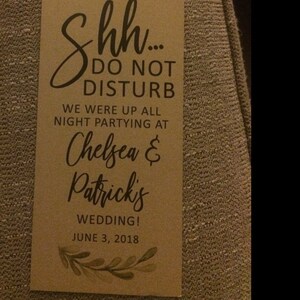 Shh...
DO NOT
DISTURB
WE WERE UP ALL
NIGHT PARTYING AT
Chelsea &
Patrick's
WEDDING!
JUNE 3, 2018